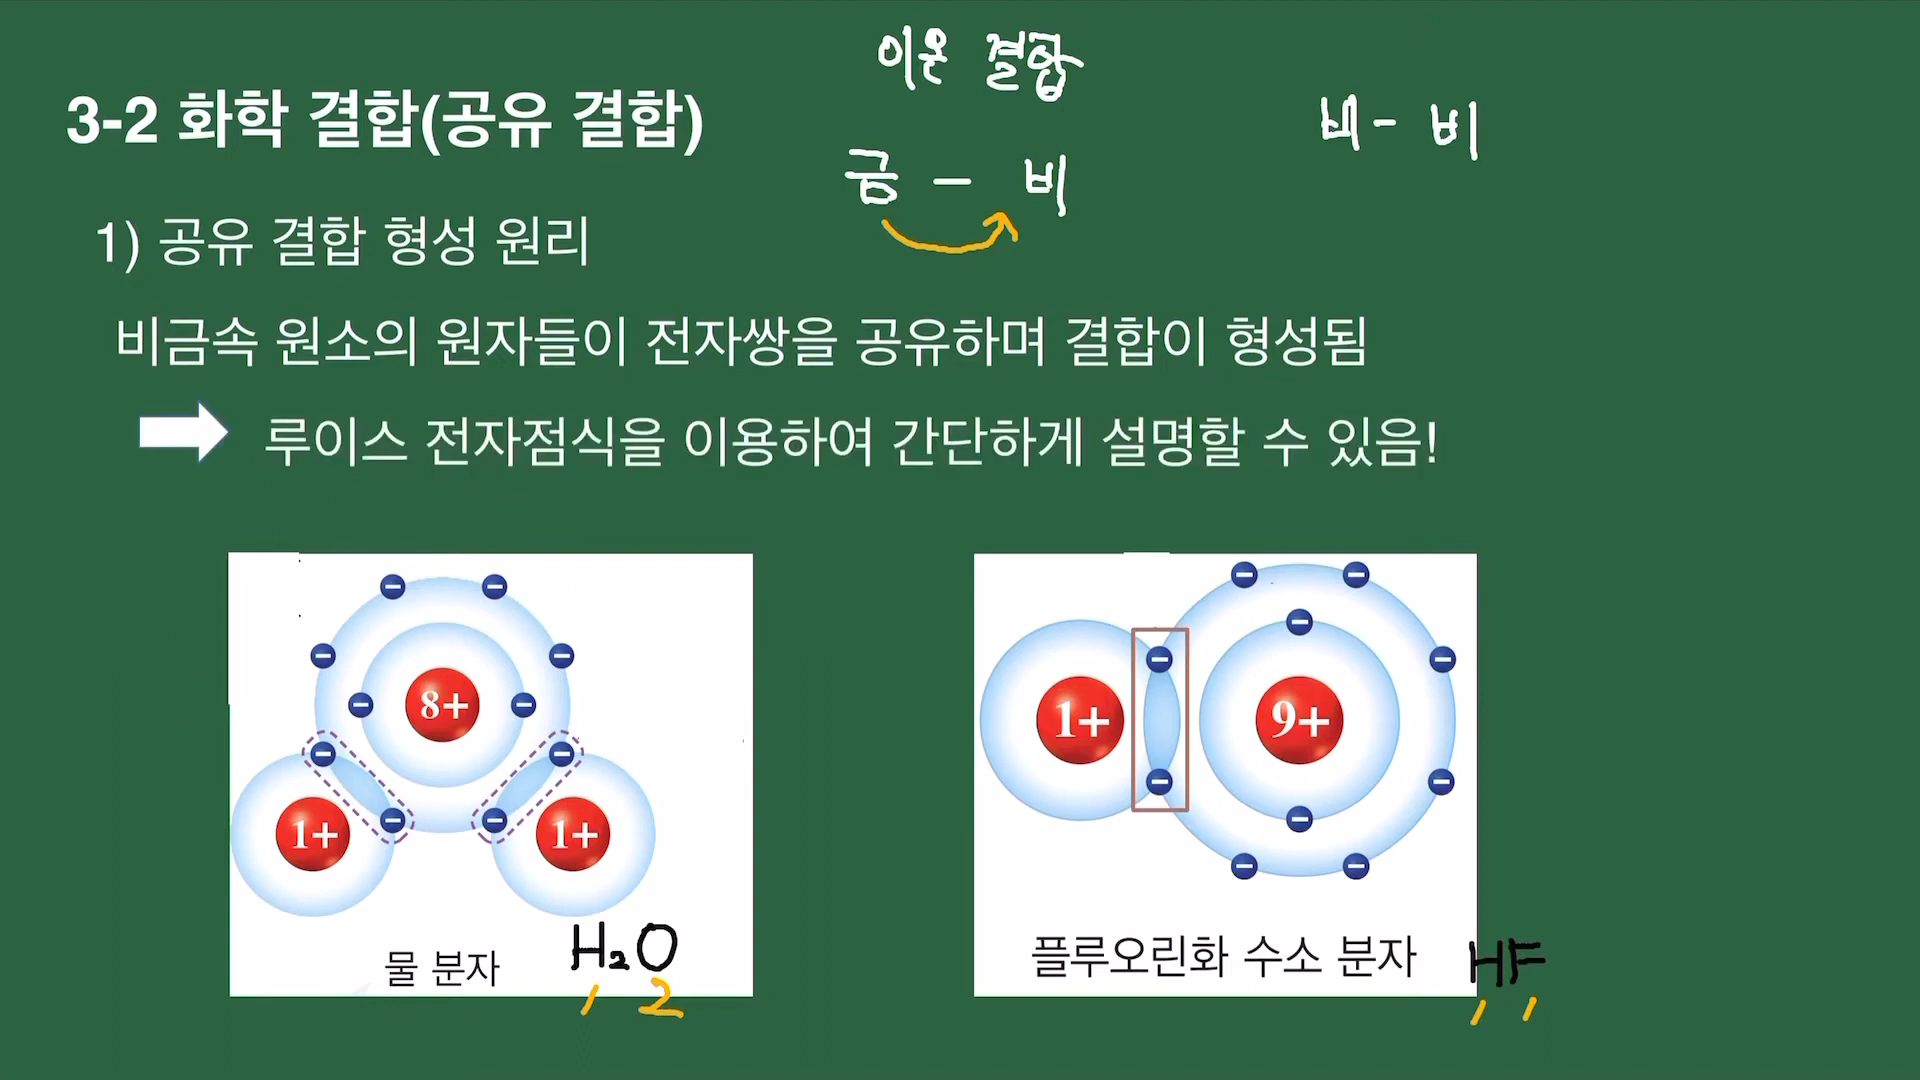 이온 결합
3-2 화학 결합(공유 결합)
비 - 비
금 - 비
1) 공유 결합 형성 원리
비금속 원소의 원자들이 전자쌍을 공유하며 결합이 형성됨
루이스 전자점식을 이용하여 간단하게 설명할 수 있음!
8+
1+
1+
물 분자
H₂O
1 2
1+
9+
플루오린화 수소 분자
HF
1 1